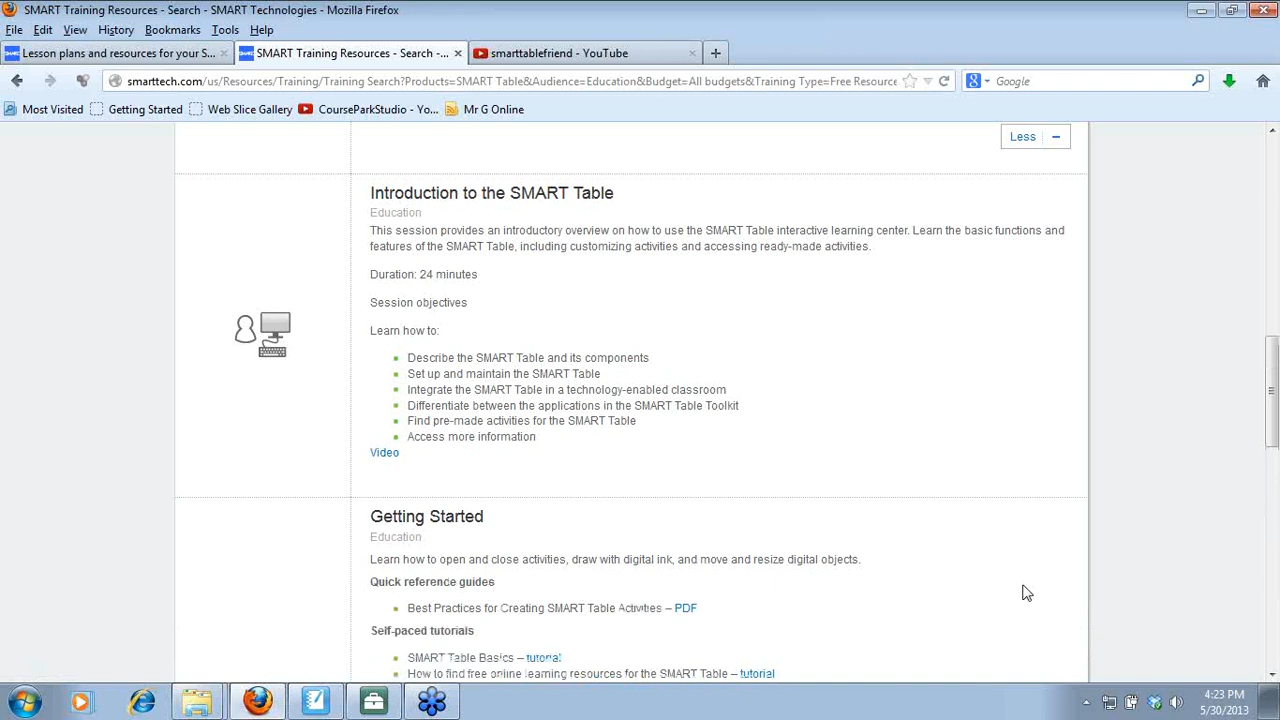 SMART Training Resources - Search - SMART Technologies - Mozilla Firefox
File Edit View History Bookmarks Tools Help
Lesson plans and resources for your S... × SMART Training Resources - Search -... × smarttablefriend - YouTube × +
smarttech.com/us/Resources/Training/Training Search?Products=SMART Table&Audience=Education&Budget=All budgets&Training Type=Free Resource Google
Most Visited Getting Started Web Slice Gallery CourseParkStudio - Yo... Mr G Online
Less −
Introduction to the SMART Table
Education
This session provides an introductory overview on how to use the SMART Table interactive learning center. Learn the basic functions and
features of the SMART Table, including customizing activities and accessing ready-made activities.
Duration: 24 minutes
Session objectives
Learn how to:
Describe the SMART Table and its components
Set up and maintain the SMART Table
Integrate the SMART Table in a technology-enabled classroom
Differentiate between the applications in the SMART Table Toolkit
Find pre-made activities for the SMART Table
Access more information
Video
Getting Started
Education
Learn how to open and close activities, draw with digital ink, and move and resize digital objects.
Quick reference guides
Best Practices for Creating SMART Table Activities – PDF
Self-paced tutorials
SMART Table Basics – tutorial
How to find free online learning resources for the SMART Table – tutorial
4:23 PM
5/30/2013